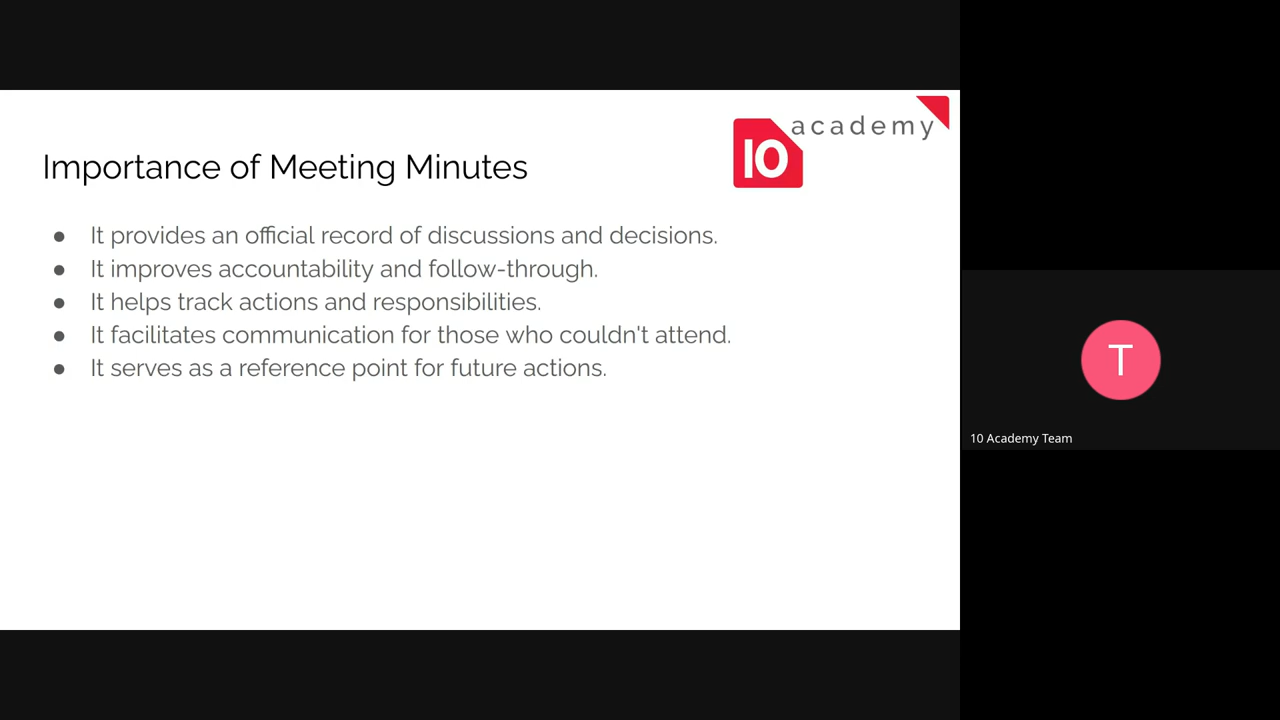 academy
10
Importance of Meeting Minutes
● It provides an official record of discussions and decisions.
● It improves accountability and follow-through.
● It helps track actions and responsibilities.
● It facilitates communication for those who couldn't attend.
● It serves as a reference point for future actions.
T
10 Academy Team